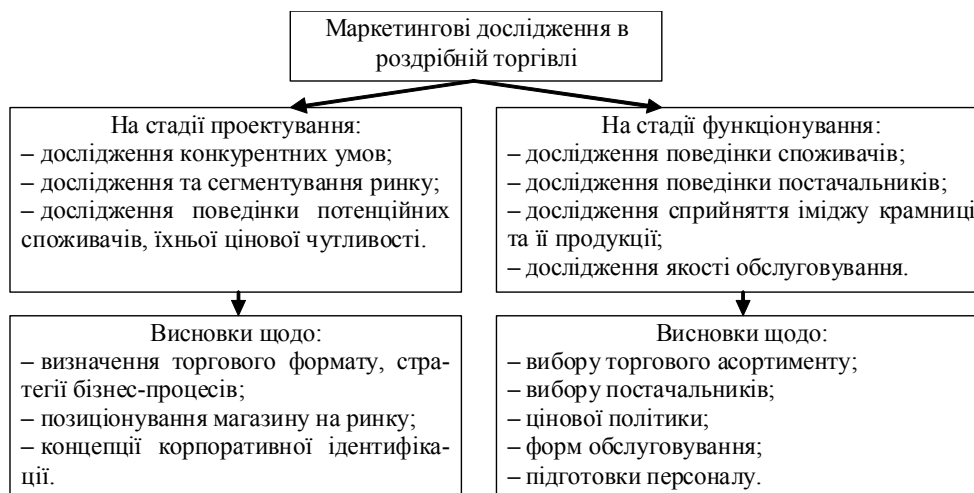 Маркетингові дослідження в
роздрібній торгівлі
На стадії проектування:
– дослідження конкурентних умов;
– дослідження та сегментування ринку;
– дослідження поведінки потенційних
споживачів, їхньої цінової чутливості.
На стадії функціонування:
– дослідження поведінки споживачів;
– дослідження поведінки постачальників;
– дослідження сприйняття іміджу крамниці
та її продукції;
– дослідження якості обслуговування.
Висновки щодо:
– визначення торгового формату, стра-
тегії бізнес-процесів;
– позиціонування магазину на ринку;
– концепції корпоративної ідентифіка-
ції.
Висновки щодо:
– вибору торгового асортименту;
– вибору постачальників;
– цінової політики;
– форм обслуговування;
– підготовки персоналу.